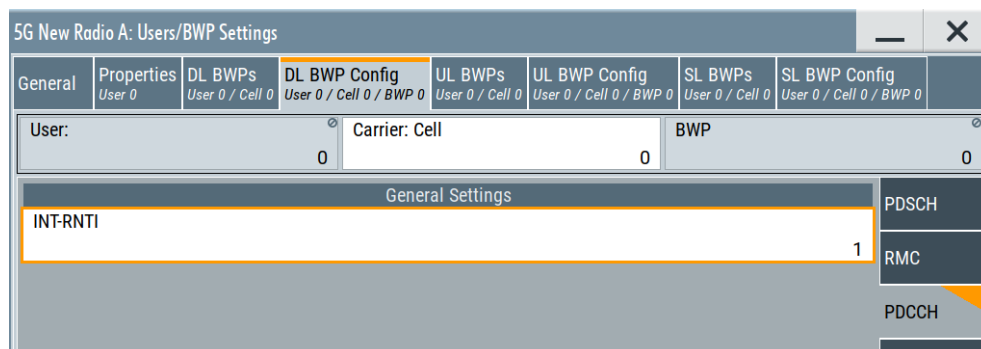 5G New Radio A: Users/BWP Settings
General
Properties
User 0
DL BWPs
User 0 / Cell 0
DL BWP Config
User 0 / Cell 0 / BWP 0
UL BWPs
User 0 / Cell 0
UL BWP Config
User 0 / Cell 0 / BWP 0
SL BWPs
User 0 / Cell 0
SL BWP Config
User 0 / Cell 0 / BWP 0
User:
0
Carrier: Cell
0
BWP
0
General Settings
INT-RNTI
1
PDSCH
RMC
PDCCH